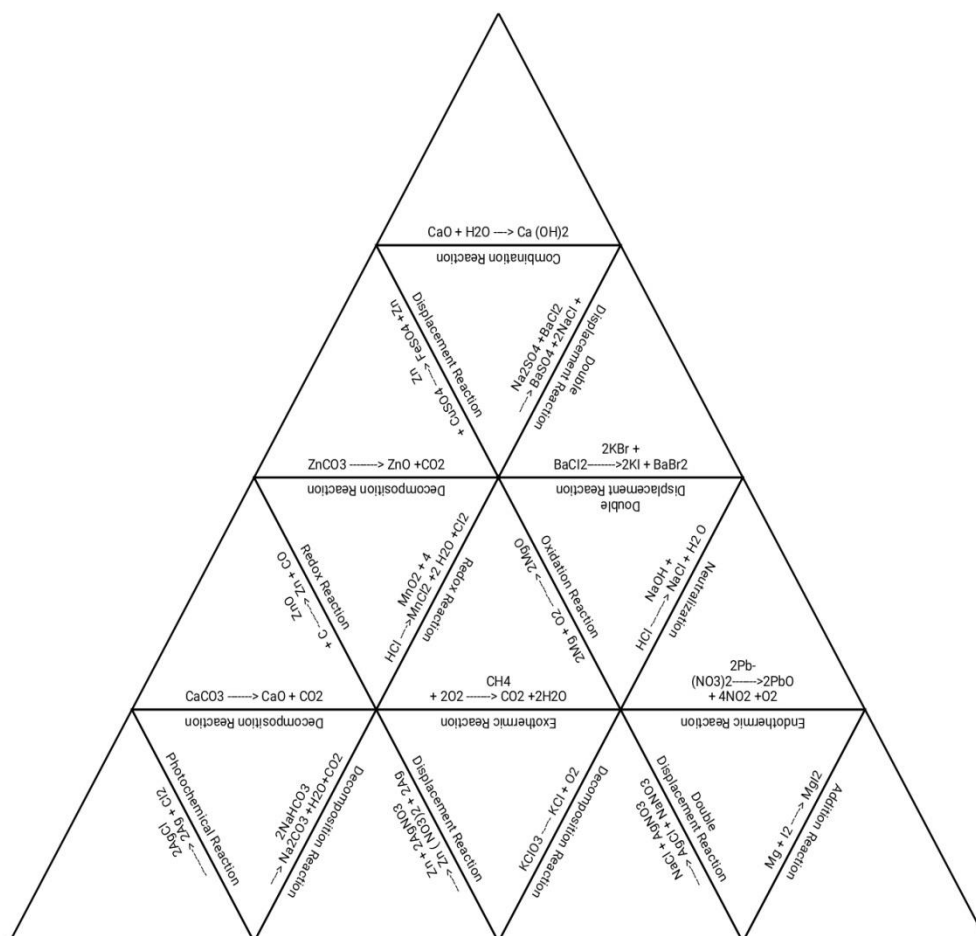 CaO + H2O ----> Ca (OH)2
Combination Reaction
Displacement Reaction
Zn
+ CuSO4 -----> FeSO4 +Zn
Na2SO4 +BaCl2
----> BaSO4 +2NaCl +
Double
Displacement Reaction
ZnCO3 --------> ZnO +CO2
Decomposition Reaction
2KBr +
BaCl2-------->2KI + BaBr2
Double
Displacement Reaction
Redox Reaction
ZnO
+ C --------> Zn + CO
MnO2 + 4
HCl ---->MnCl2 +2 H2O +Cl2
Redox Reaction
Oxidation Reaction
2Mg + O2 ----------> 2MgO
NaOH +
HCl --------> NaCl + H2 O
Neutralization
CaCO3 -------> CaO + CO2
Decomposition Reaction
CH4
+ 2O2 -------> CO2 +2H2O
Exothermic Reaction
2Pb-
(NO3)2------->2PbO
+ 4NO2 +O2
Endothermic Reaction
Photochemical Reaction
2AgCl
-------> 2Ag + Cl2
2NaHCO3
----> Na2CO3 +H2O+CO2
Decomposition Reaction
Displacement Reaction
Zn + 2AgNO3
-----> Zn ( NO3)2 + 2Ag
KClO3 ------ KCl + O2
Decomposition Reaction
Double
Displacement Reaction
NaCl + AgNO3
-----> AgCl + NaNO3
Mg + I2 -----> MgI2
Addition Reaction